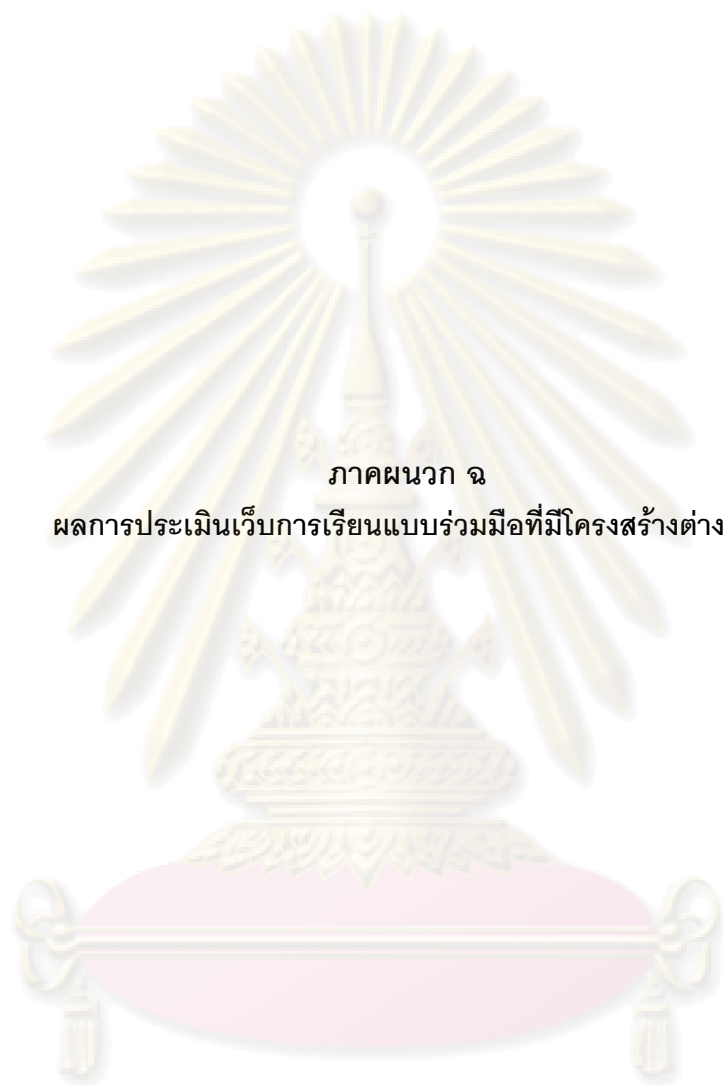 ภาคผนวก ฉ
ผลการประเมินเว็บการเรียนแบบร่วมมือที่มีโครงสร้างต่าง